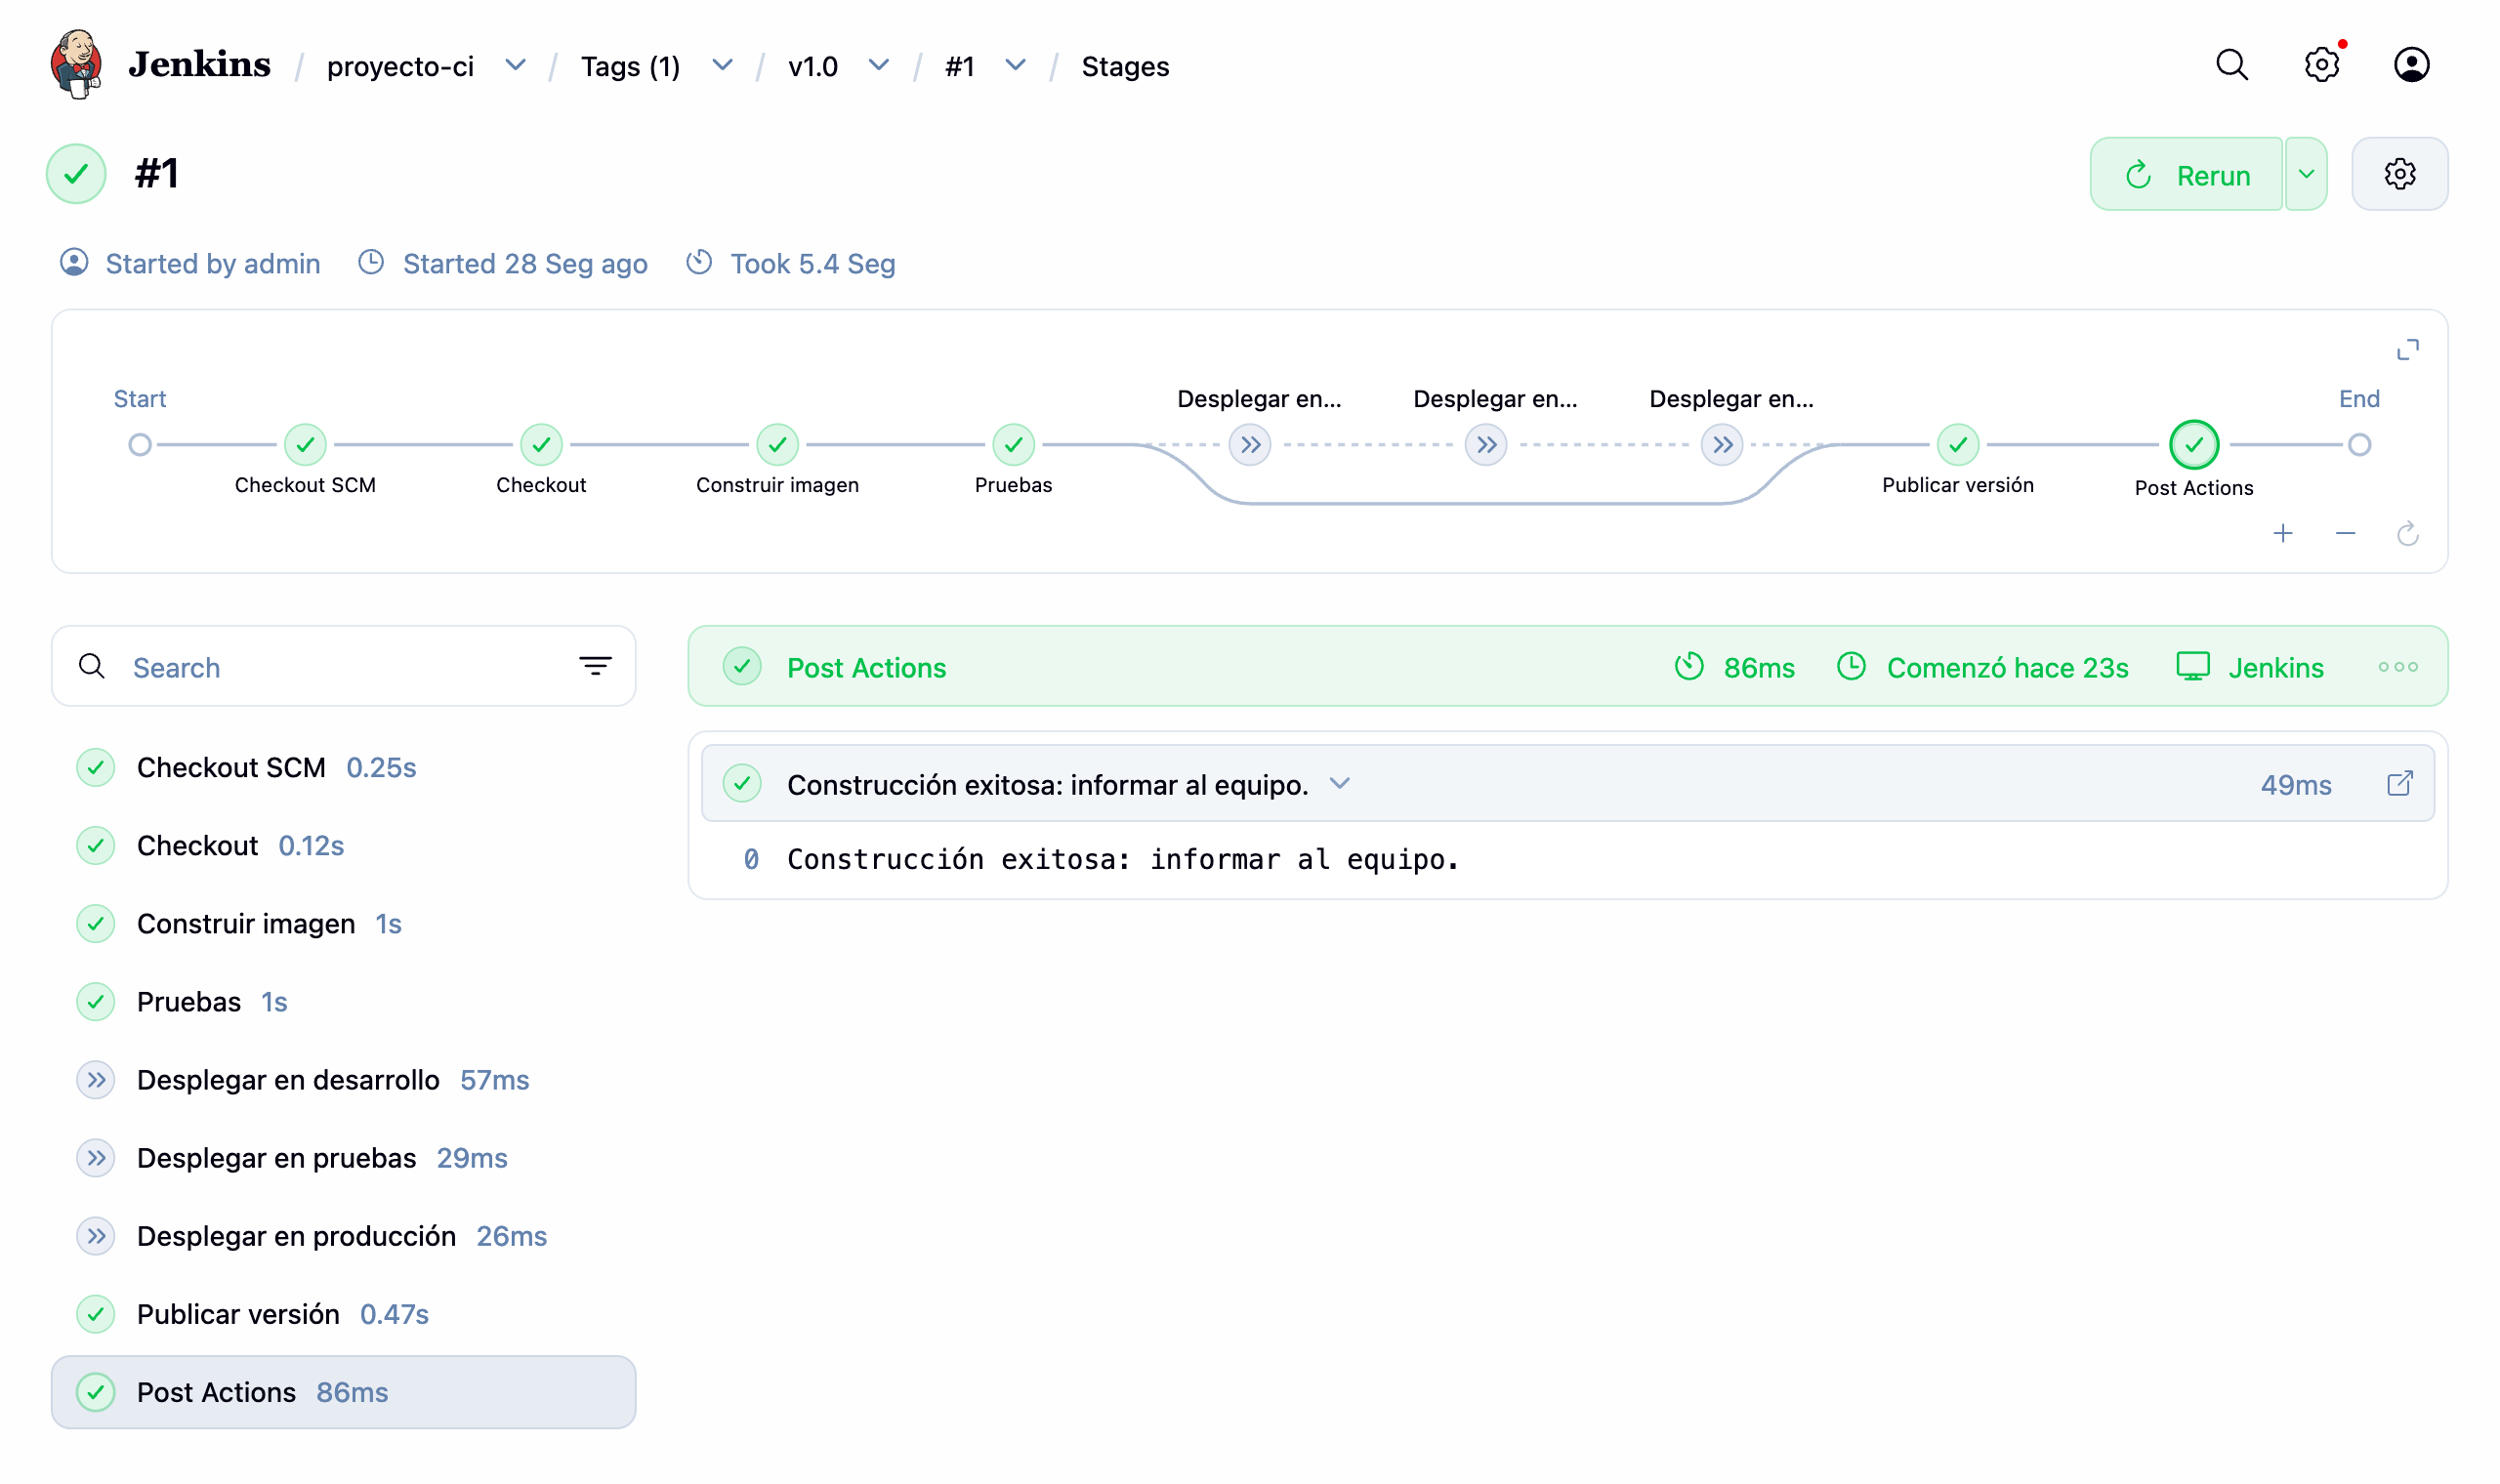 Jenkins / proyecto-ci / Tags (1) / v1.0 / #1 / Stages
#1
Rerun
Started by admin Started 28 Seg ago Took 5.4 Seg
Start
Desplegar en... Desplegar en... Desplegar en...
End
Checkout SCM Checkout Construir imagen Pruebas Publicar versión Post Actions
Search
Post Actions 86ms Comenzó hace 23s Jenkins
Construcción exitosa: informar al equipo. 49ms
0 Construcción exitosa: informar al equipo.
Checkout SCM 0.25s
Checkout 0.12s
Construir imagen 1s
Pruebas 1s
Desplegar en desarrollo 57ms
Desplegar en pruebas 29ms
Desplegar en producción 26ms
Publicar versión 0.47s
Post Actions 86ms